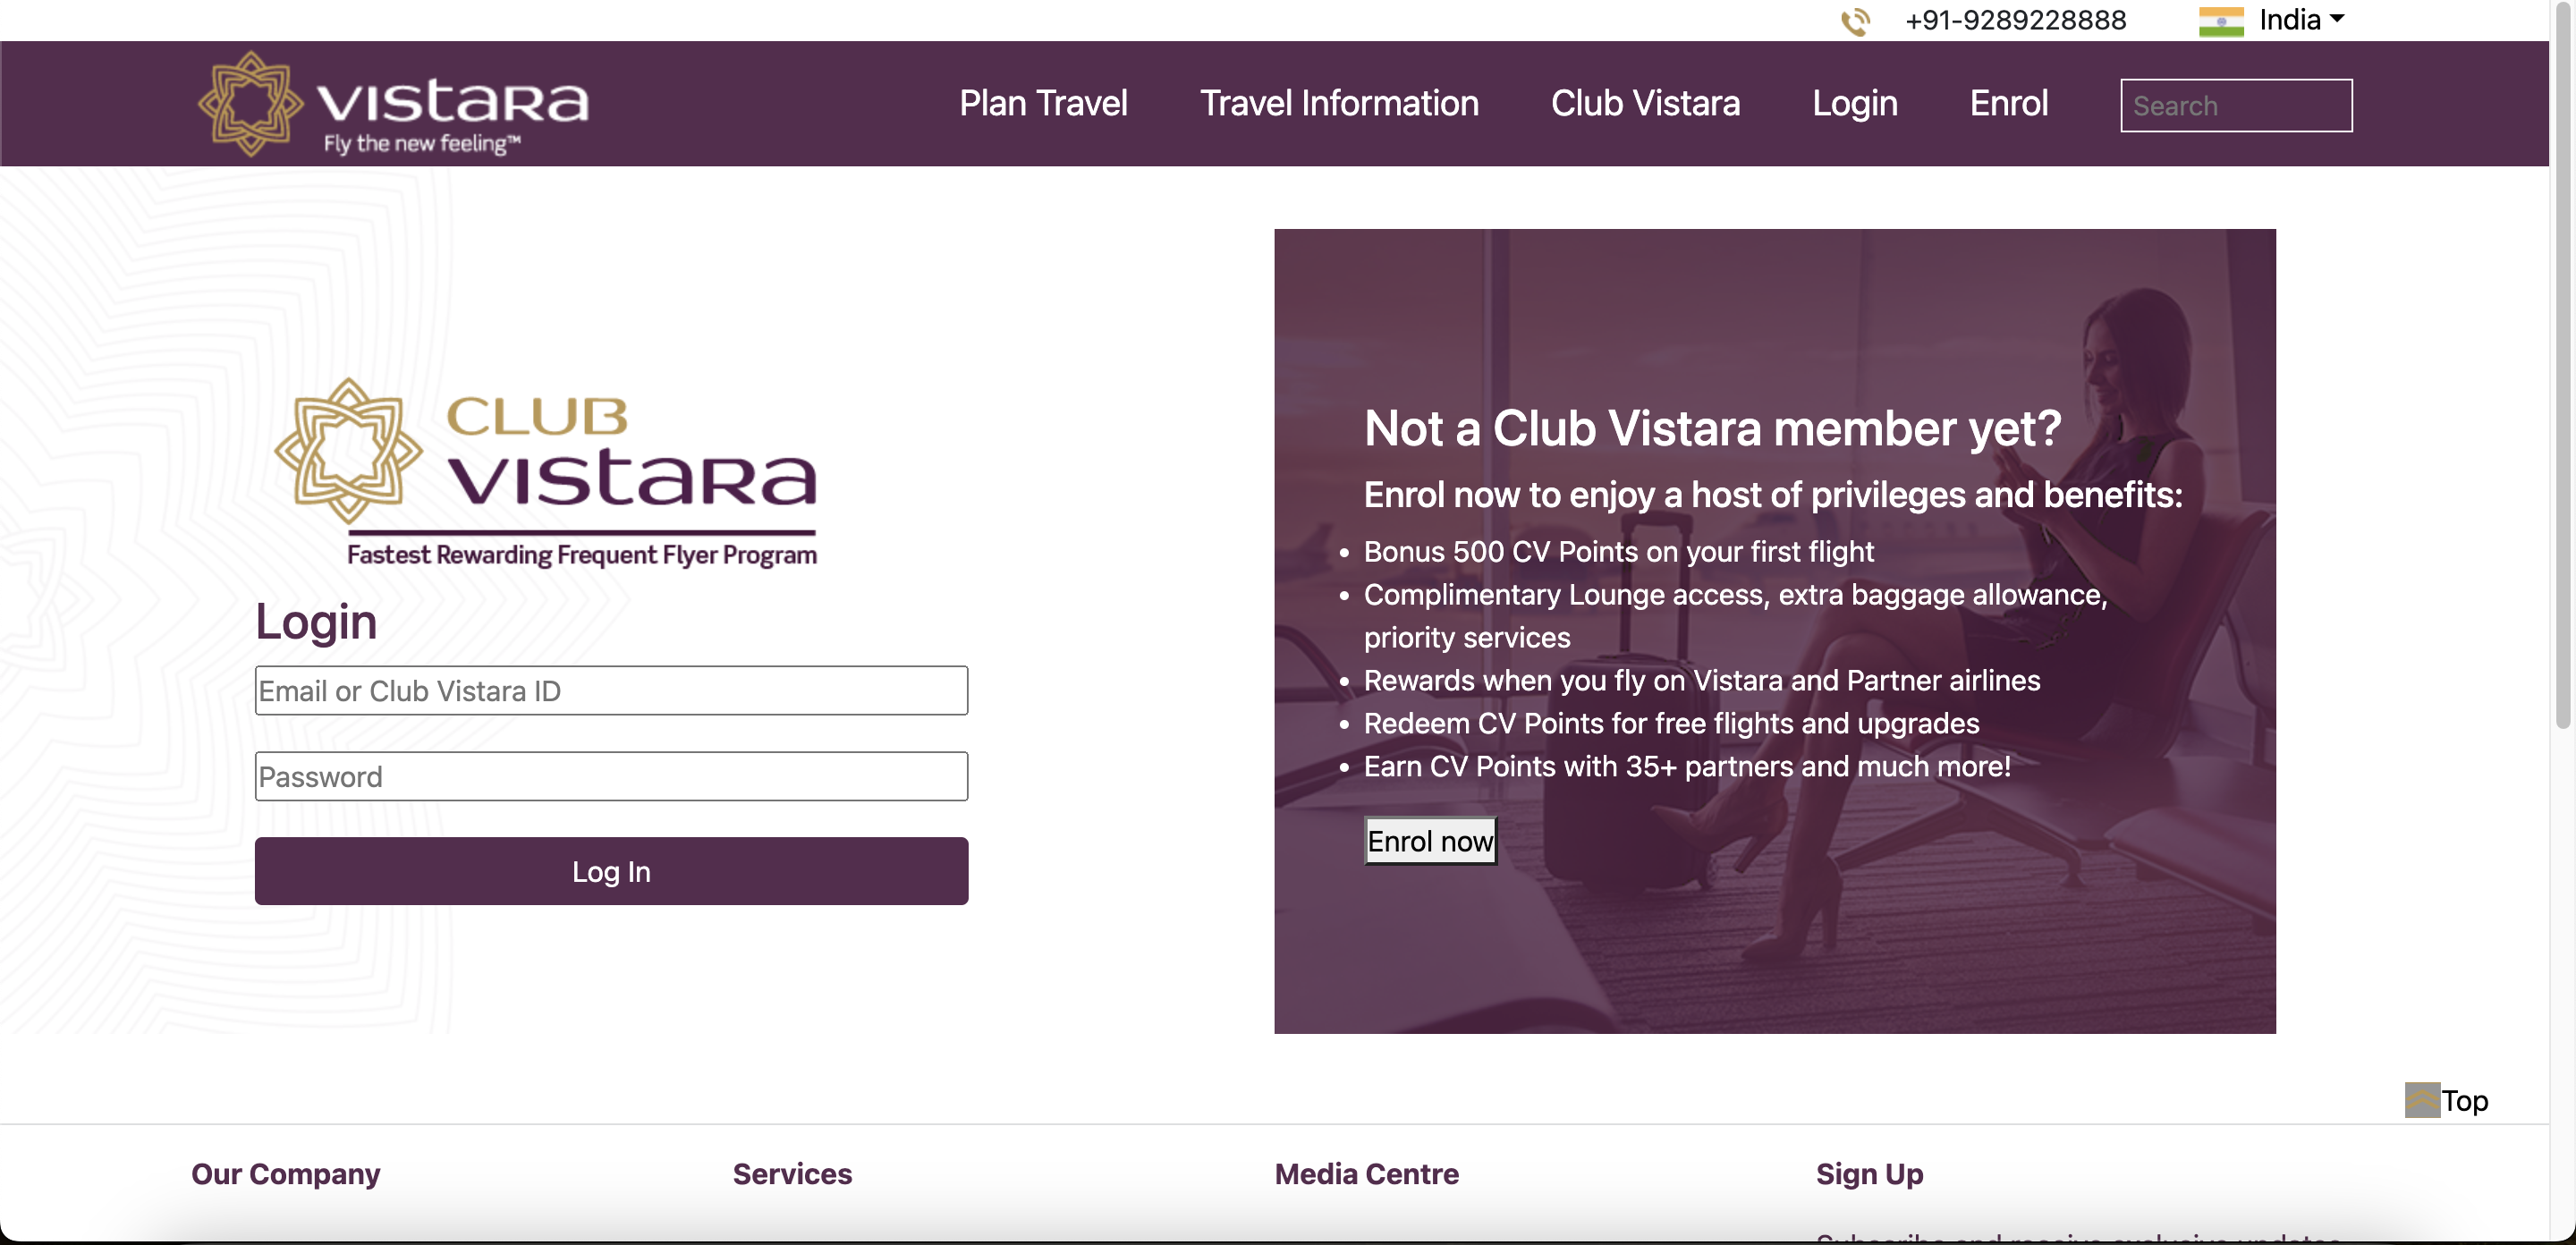 +91-9289228888
India
vistara
Fly the new feeling™
Plan Travel
Travel Information
Club Vistara
Login
Enrol
Search
CLUB
vistara
Fastest Rewarding Frequent Flyer Program
Login
Email or Club Vistara ID
Password
Log In
Not a Club Vistara member yet?
Enrol now to enjoy a host of privileges and benefits:
Bonus 500 CV Points on your first flight
Complimentary Lounge access, extra baggage allowance,
priority services
Rewards when you fly on Vistara and Partner airlines
Redeem CV Points for free flights and upgrades
Earn CV Points with 35+ partners and much more!
Enrol now
Top
Our Company
Services
Media Centre
Sign Up
Subscribe and receive exclusive updates